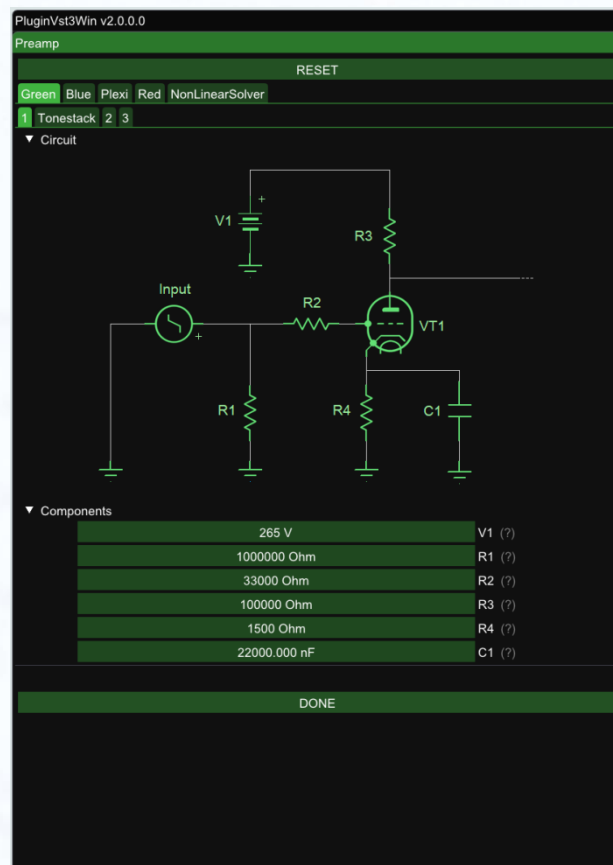 PluginVst3Win v2.0.0.0
Preamp
RESET
Green Blue Plexi Red NonLinearSolver
1 Tonestack 2 3
▼ Circuit
+
V1
R3
Input
R2
VT1
+
R1
R4
C1
▼ Components
265 V V1 (?)
1000000 Ohm R1 (?)
33000 Ohm R2 (?)
100000 Ohm R3 (?)
1500 Ohm R4 (?)
22000.000 nF C1 (?)
DONE